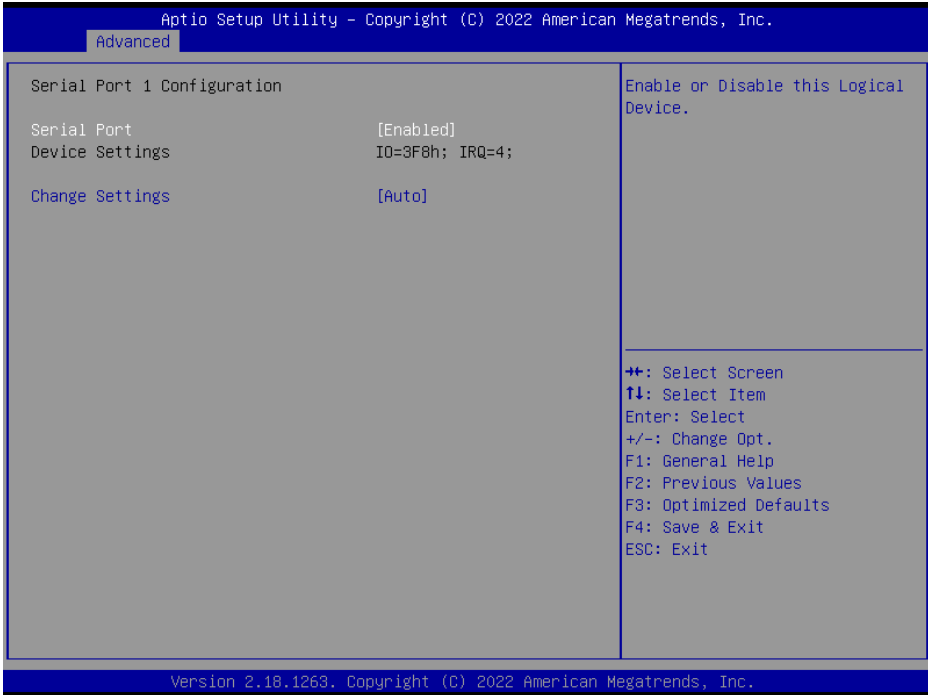 Aptio Setup Utility – Copyright (C) 2022 American Megatrends, Inc.
Advanced
Serial Port 1 Configuration
Serial Port [Enabled]
Device Settings IO=3F8h; IRQ=4;
Change Settings [Auto]
Enable or Disable this Logical
Device.
→←: Select Screen
↑↓: Select Item
Enter: Select
+/-: Change Opt.
F1: General Help
F2: Previous Values
F3: Optimized Defaults
F4: Save & Exit
ESC: Exit
Version 2.18.1263. Copyright (C) 2022 American Megatrends, Inc.